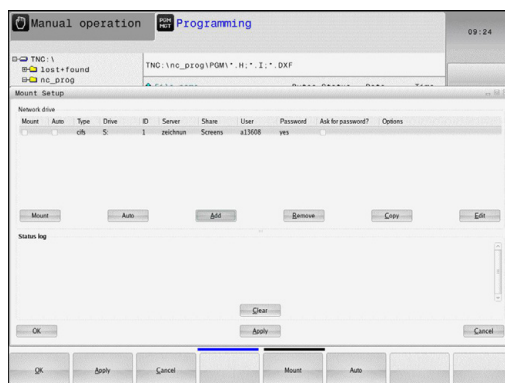 Manual operation
PGM MGT Programming
09:24
TNC:\
lost+found
nc_prog
TNC:\nc_prog\PGM\*.H;*.I;*.DXF
Mount Setup
Network drive
Mount Auto Type Drive ID Server Share User Password Ask for password? Options
cifs S: 1 zeichnun Screens a13608 yes
Mount Auto Add Remove Copy Edit
Status log
Clear
OK Apply Cancel
OK Apply Cancel Mount Auto